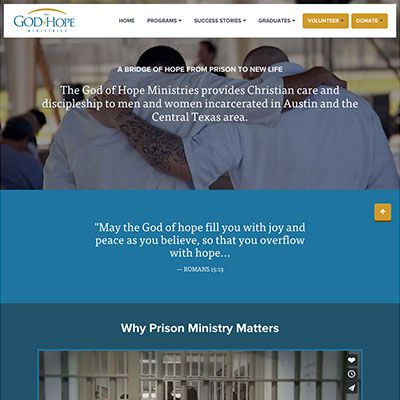 GOD of HOPE
MINISTRIES
HOME PROGRAMS SUCCESS STORIES GRADUATES VOLUNTEER DONATE
A BRIDGE OF HOPE FROM PRISON TO NEW LIFE
The God of Hope Ministries provides Christian care and
discipleship to men and women incarcerated in Austin and the
Central Texas area.
"May the God of hope fill you with joy and
peace as you believe, so that you overflow
with hope...
— ROMANS 15:13
Why Prison Ministry Matters